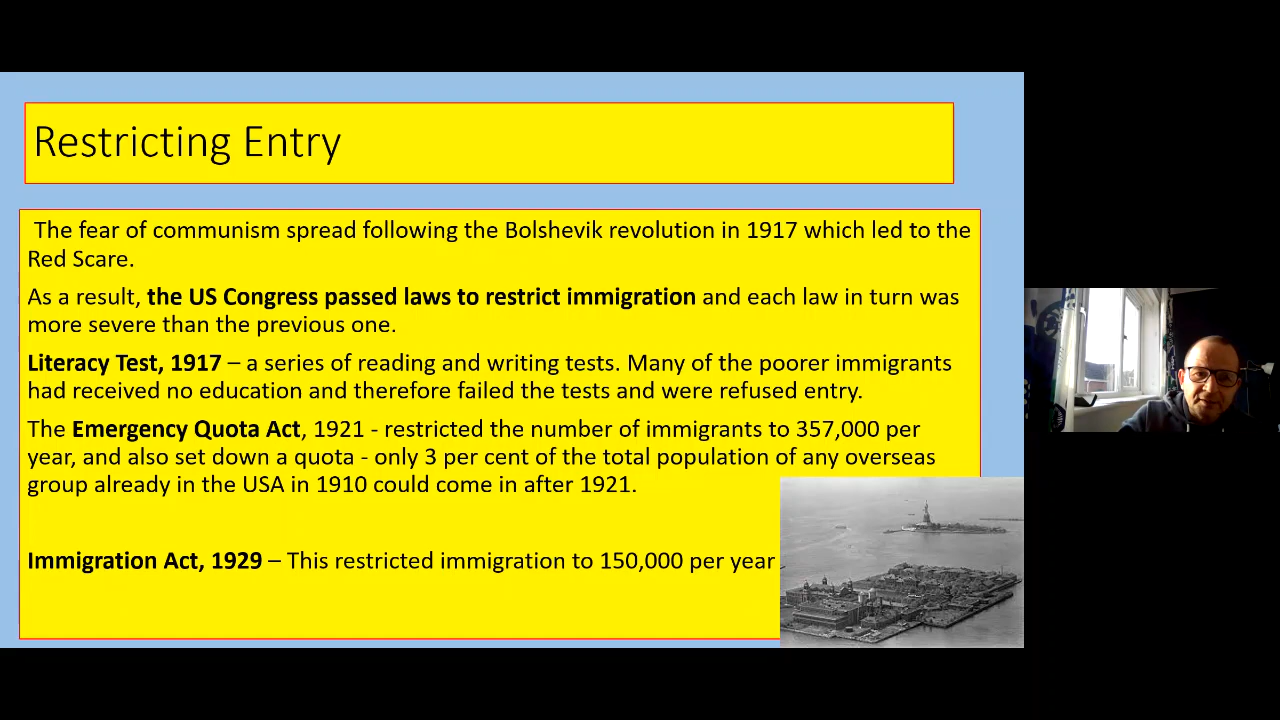 Restricting Entry
The fear of communism spread following the Bolshevik revolution in 1917 which led to the
Red Scare.
As a result, the US Congress passed laws to restrict immigration and each law in turn was
more severe than the previous one.
Literacy Test, 1917 – a series of reading and writing tests. Many of the poorer immigrants
had received no education and therefore failed the tests and were refused entry.
The Emergency Quota Act, 1921 - restricted the number of immigrants to 357,000 per
year, and also set down a quota - only 3 per cent of the total population of any overseas
group already in the USA in 1910 could come in after 1921.
Immigration Act, 1929 – This restricted immigration to 150,000 per year